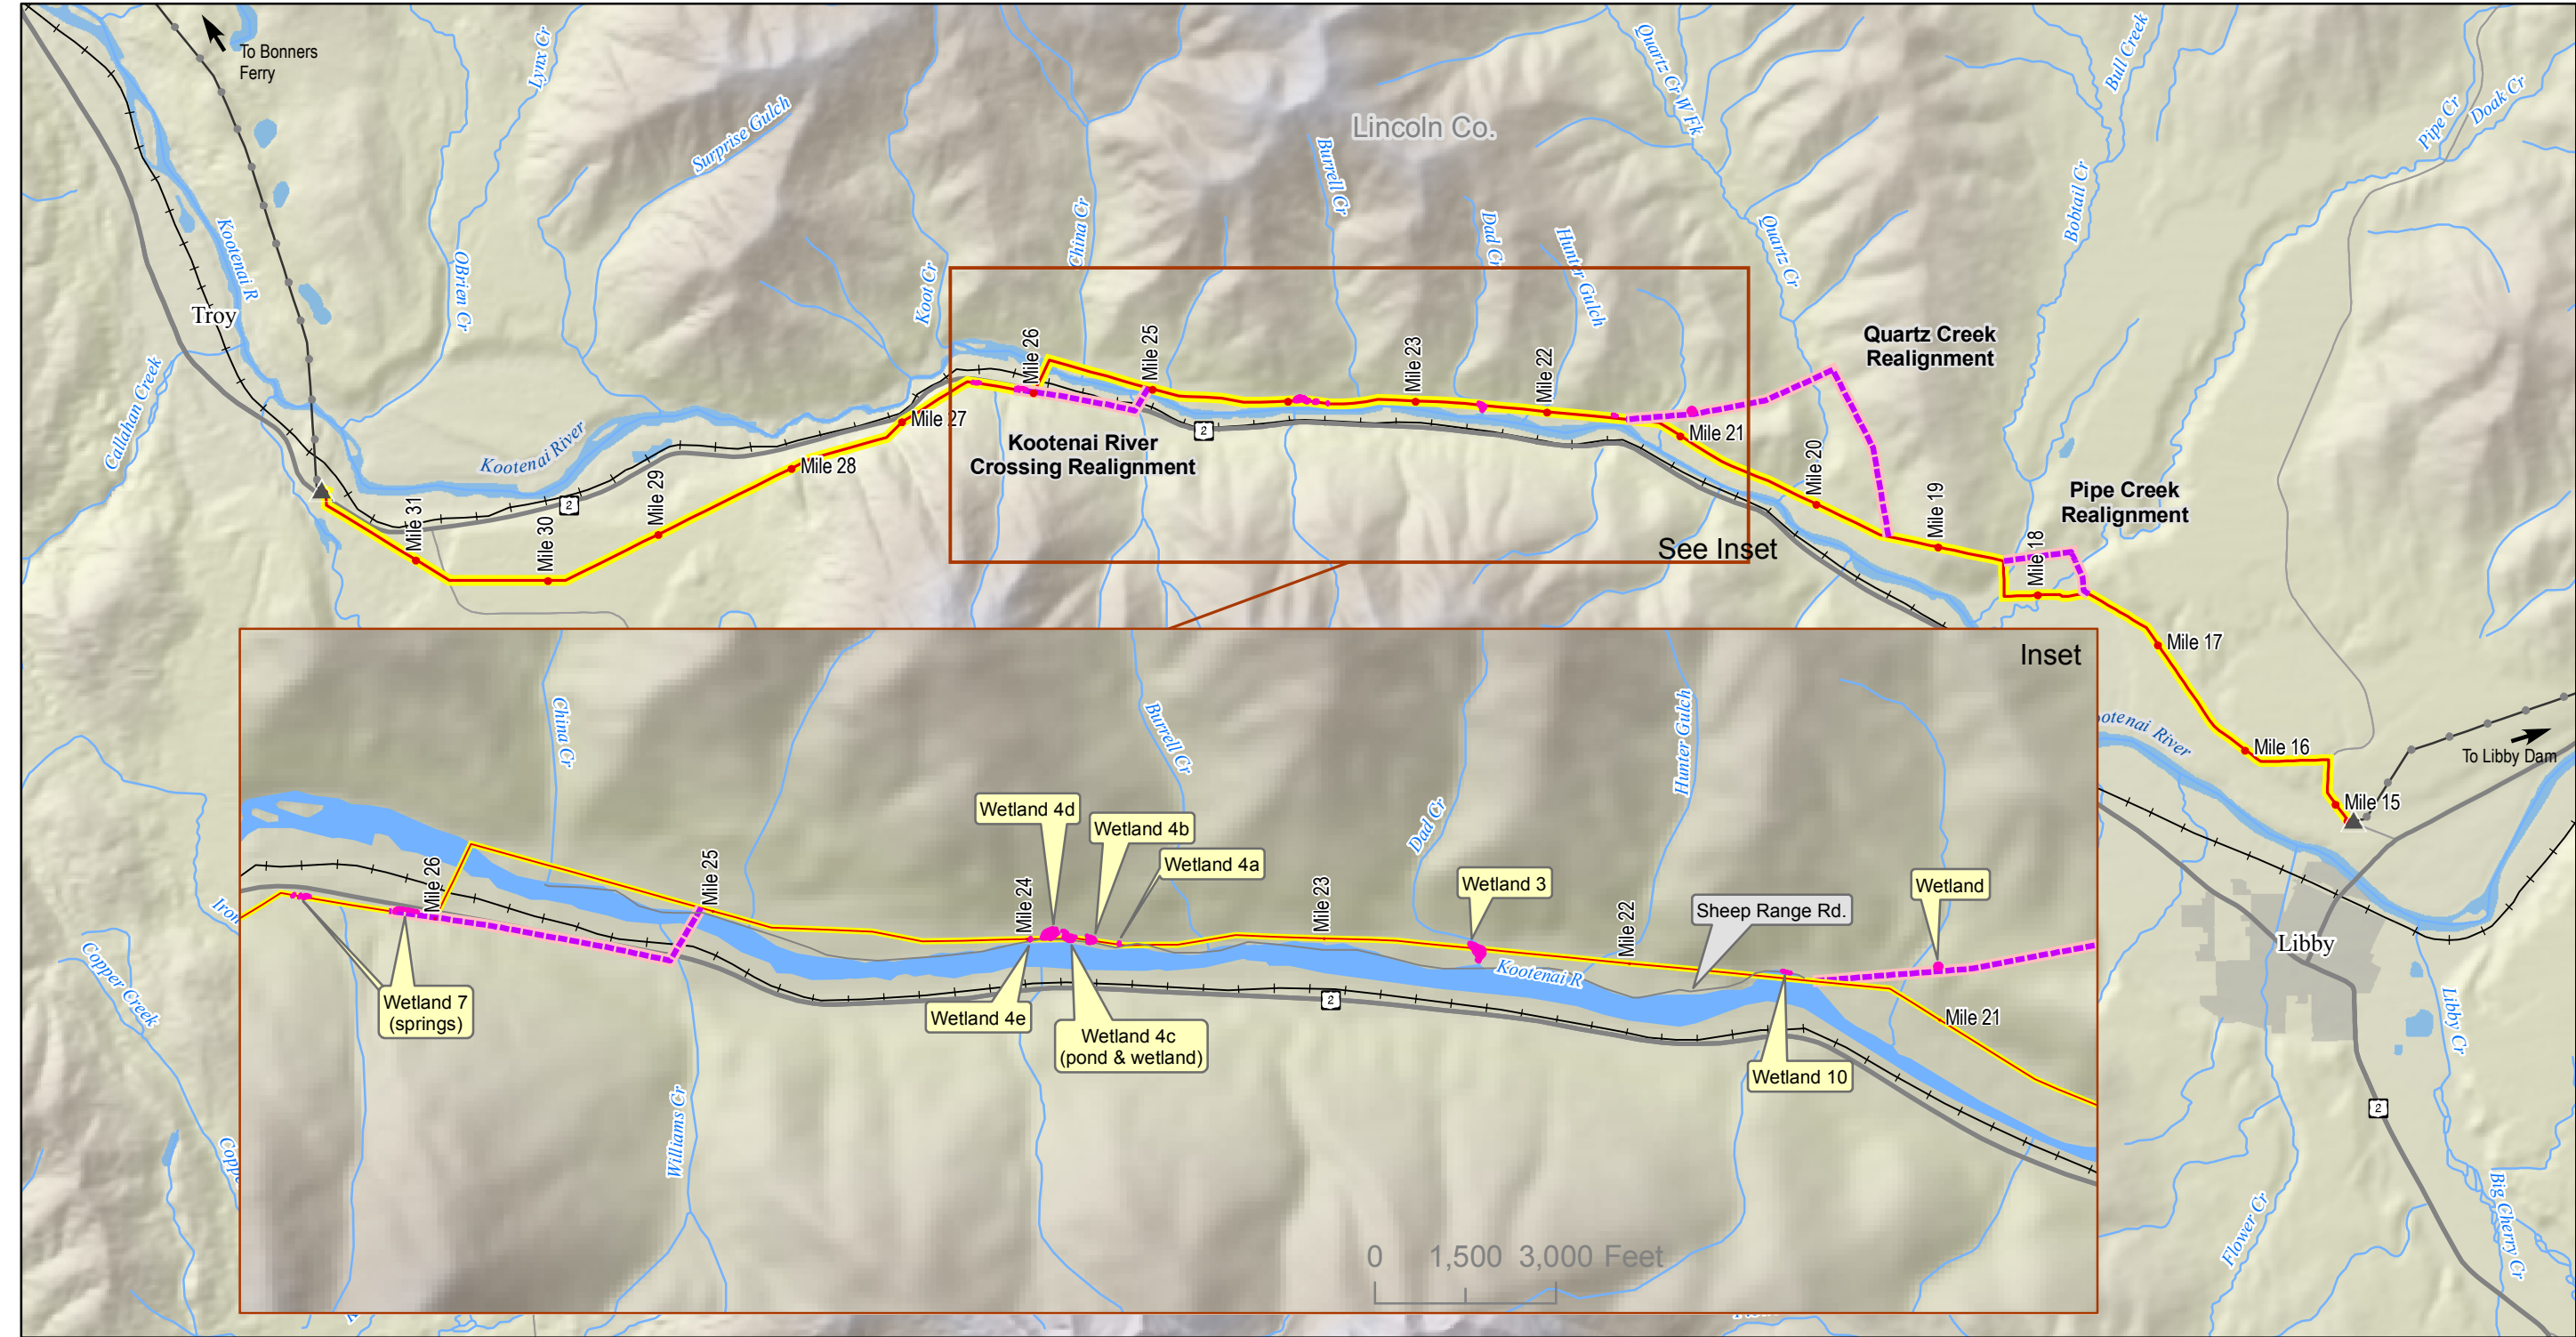 To Bonners
Ferry
Lynx Cr
Surprise Gulch
Lincoln Co.
Quartz Cr W Fk
Bull Creek
Pipe Cr
Doak Cr
Kootenai R
OBrien Cr
Koot Cr
China Cr
Burrell Cr
Dad Cr
Hunter Gulch
Quartz Cr
Bobtail Cr
Troy
Callahan Creek
Kootenai River
Mile 31
Mile 30
Mile 29
Mile 28
Mile 27
Mile 26
Mile 25
Mile 23
Mile 22
Mile 21
Mile 20
Mile 19
Mile 18
Mile 17
Mile 16
Mile 15
2
2
Kootenai River
Crossing Realignment
Quartz Creek
Realignment
Pipe Creek
Realignment
See Inset
To Libby Dam
ootenai River
Libby
Libby Cr
2
Big Cherry Cr
Flower Cr
Copper Creek
Inset
China Cr
Burrell Cr
Dad Cr
Hunter Gulch
Wetland 4d
Wetland 4b
Wetland 4a
Wetland 3
Wetland
Sheep Range Rd.
Mile 26
Mile 25
Mile 24
Mile 23
Mile 22
Mile 21
Iron
Kootenai R
2
Wetland 7
(springs)
Wetland 4e
Wetland 4c
(pond & wetland)
Wetland 10
Williams Cr
Copp
0 1,500 3,000 Feet